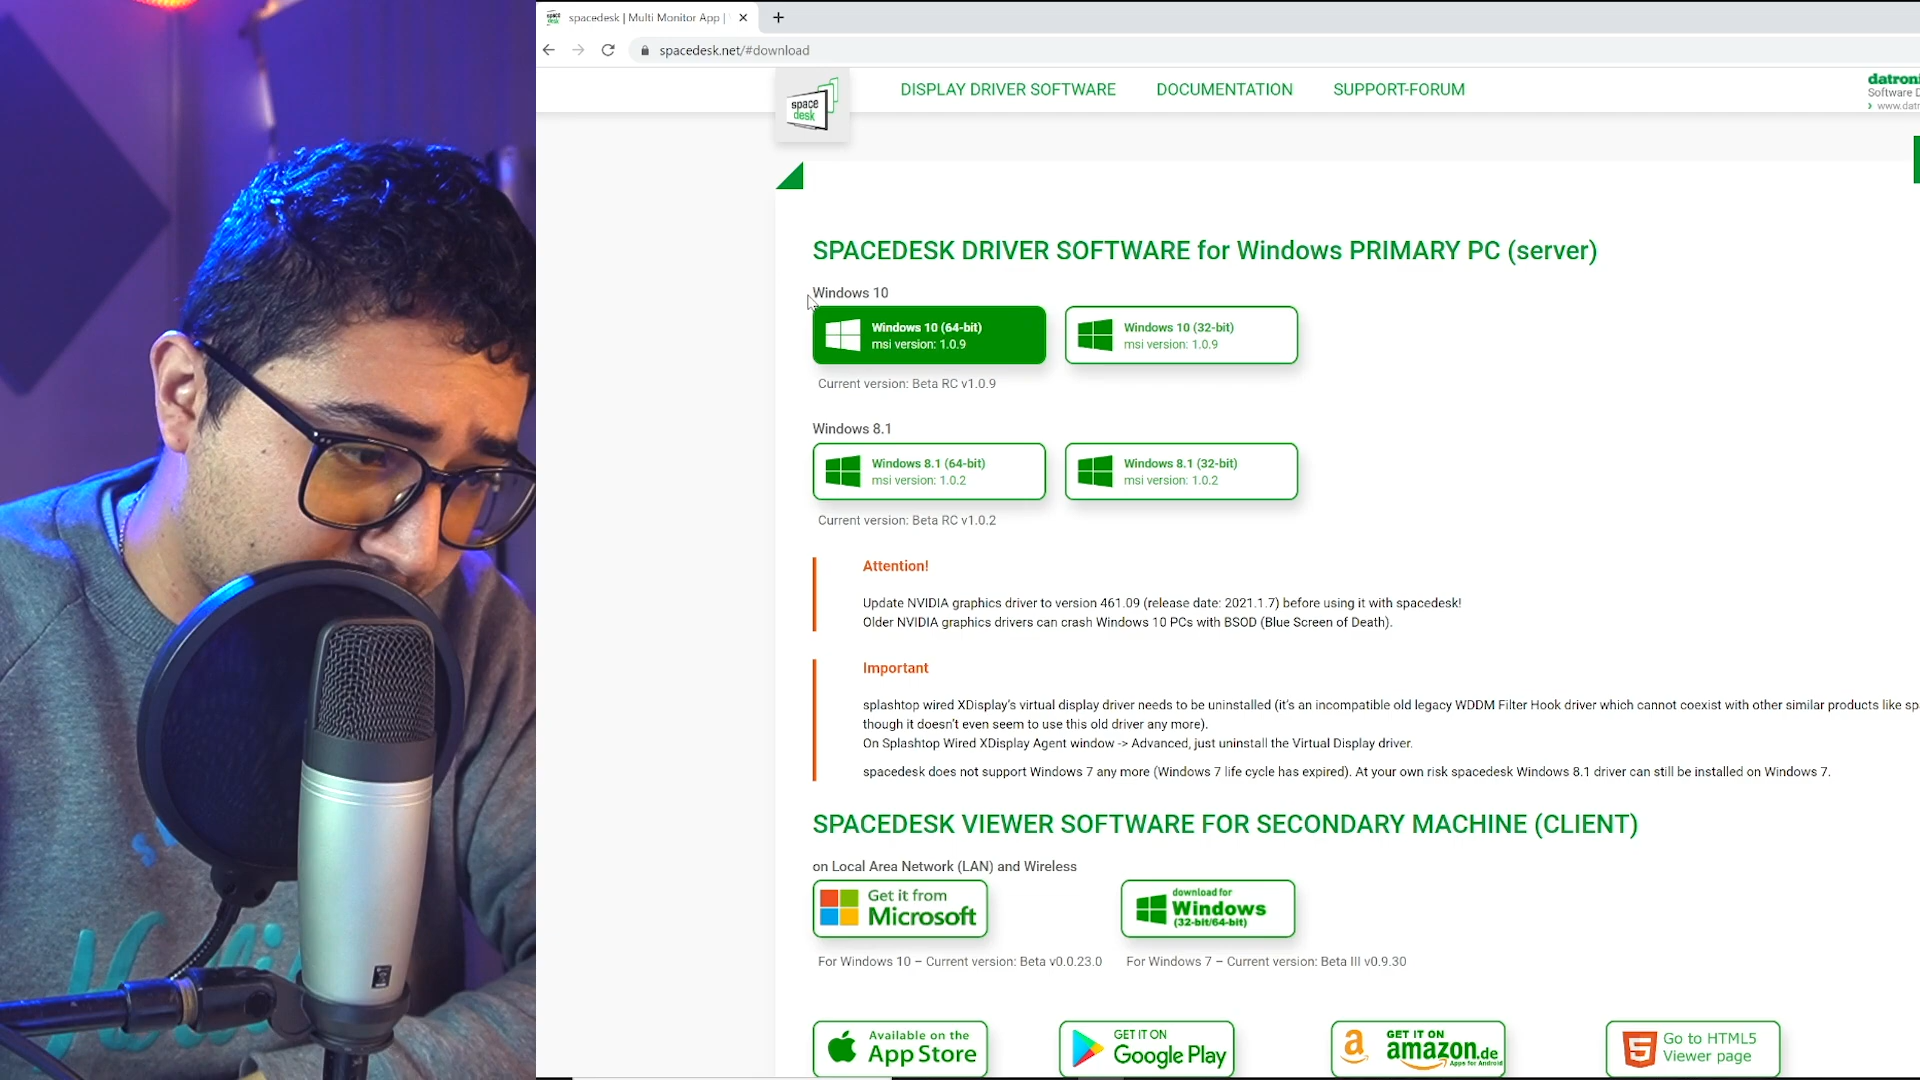 spacedesk | Multi Monitor App |
spacedesk.net/#download
space
desk
DISPLAY DRIVER SOFTWARE
DOCUMENTATION
SUPPORT-FORUM
SPACEDESK DRIVER SOFTWARE for Windows PRIMARY PC (server)
Windows 10
Windows 10 (64-bit)
msi version: 1.0.9
Windows 10 (32-bit)
msi version: 1.0.9
Current version: Beta RC v1.0.9
Windows 8.1
Windows 8.1 (64-bit)
msi version: 1.0.2
Windows 8.1 (32-bit)
msi version: 1.0.2
Current version: Beta RC v1.0.2
Attention!
Update NVIDIA graphics driver to version 461.09 (release date: 2021.1.7) before using it with spacedesk!
Older NVIDIA graphics drivers can crash Windows 10 PCs with BSOD (Blue Screen of Death).
Important
splashtop wired XDisplay's virtual display driver needs to be uninstalled (it's an incompatible old legacy WDDM Filter Hook driver which cannot coexist with other similar products like sp
though it doesn't even seem to use this old driver any more).
On Splashtop Wired XDisplay Agent window -> Advanced, just uninstall the Virtual Display driver.
spacedesk does not support Windows 7 any more (Windows 7 life cycle has expired). At your own risk spacedesk Windows 8.1 driver can still be installed on Windows 7.
SPACEDESK VIEWER SOFTWARE FOR SECONDARY MACHINE (CLIENT)
on Local Area Network (LAN) and Wireless
Get it from
Microsoft
download for
Windows
(32-bit/64-bit)
For Windows 10 – Current version: Beta v0.0.23.0
For Windows 7 – Current version: Beta III v0.9.30
Available on the
App Store
GET IT ON
Google Play
GET IT ON
amazon.de
Apps for Android
Go to HTML5
Viewer page